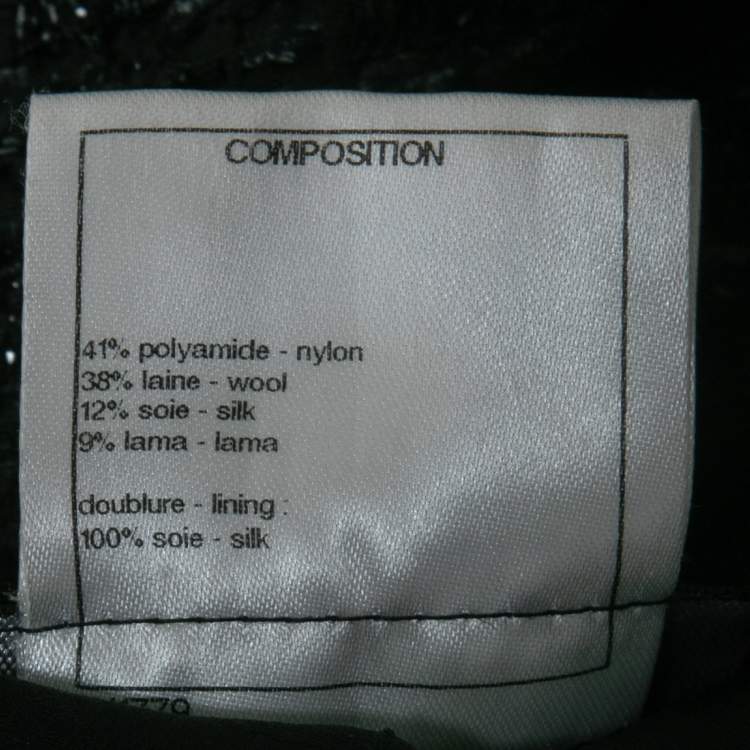 COMPOSITION
41% polyamide - nylon
38% laine - wool
12% soie - silk
9% lama - lama
doublure - lining :
100% soie - silk